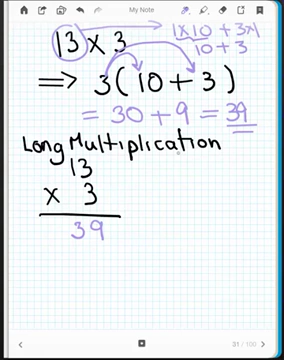 My Note
13 x 3
1x10 + 3x1
10 + 3
⟹ 3(10 + 3)
= 30 + 9 = 39
Long Multiplication
13
x 3
39
31 / 100